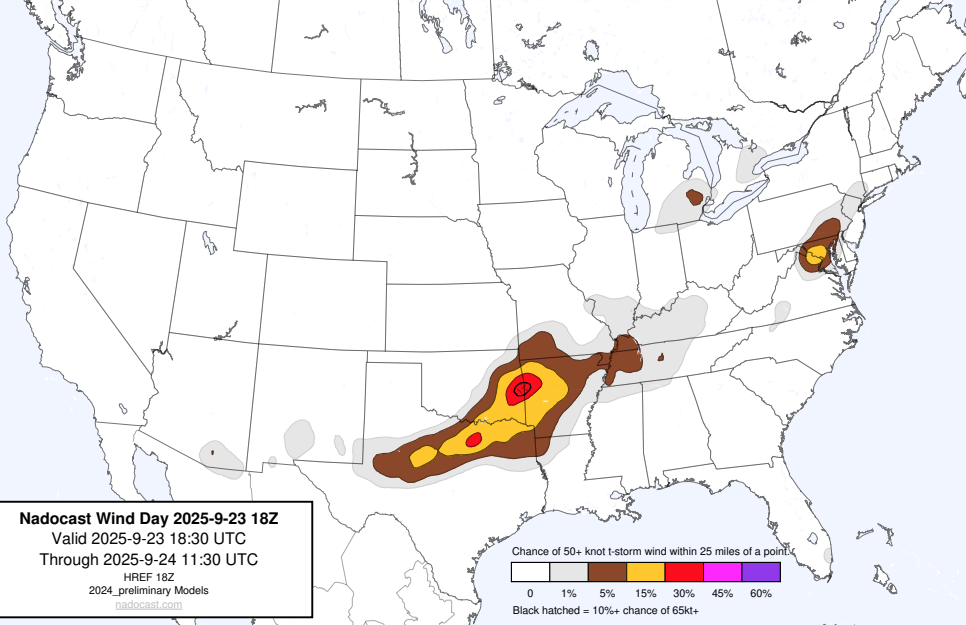 Nadocast Wind Day 2025-9-23 18Z
Valid 2025-9-23 18:30 UTC
Through 2025-9-24 11:30 UTC
HREF 18Z
2024_preliminary Models
nadocast.com
Chance of 50+ knot t-storm wind within 25 miles of a point.
0 1% 5% 15% 30% 45% 60%
Black hatched = 10%+ chance of 65kt+